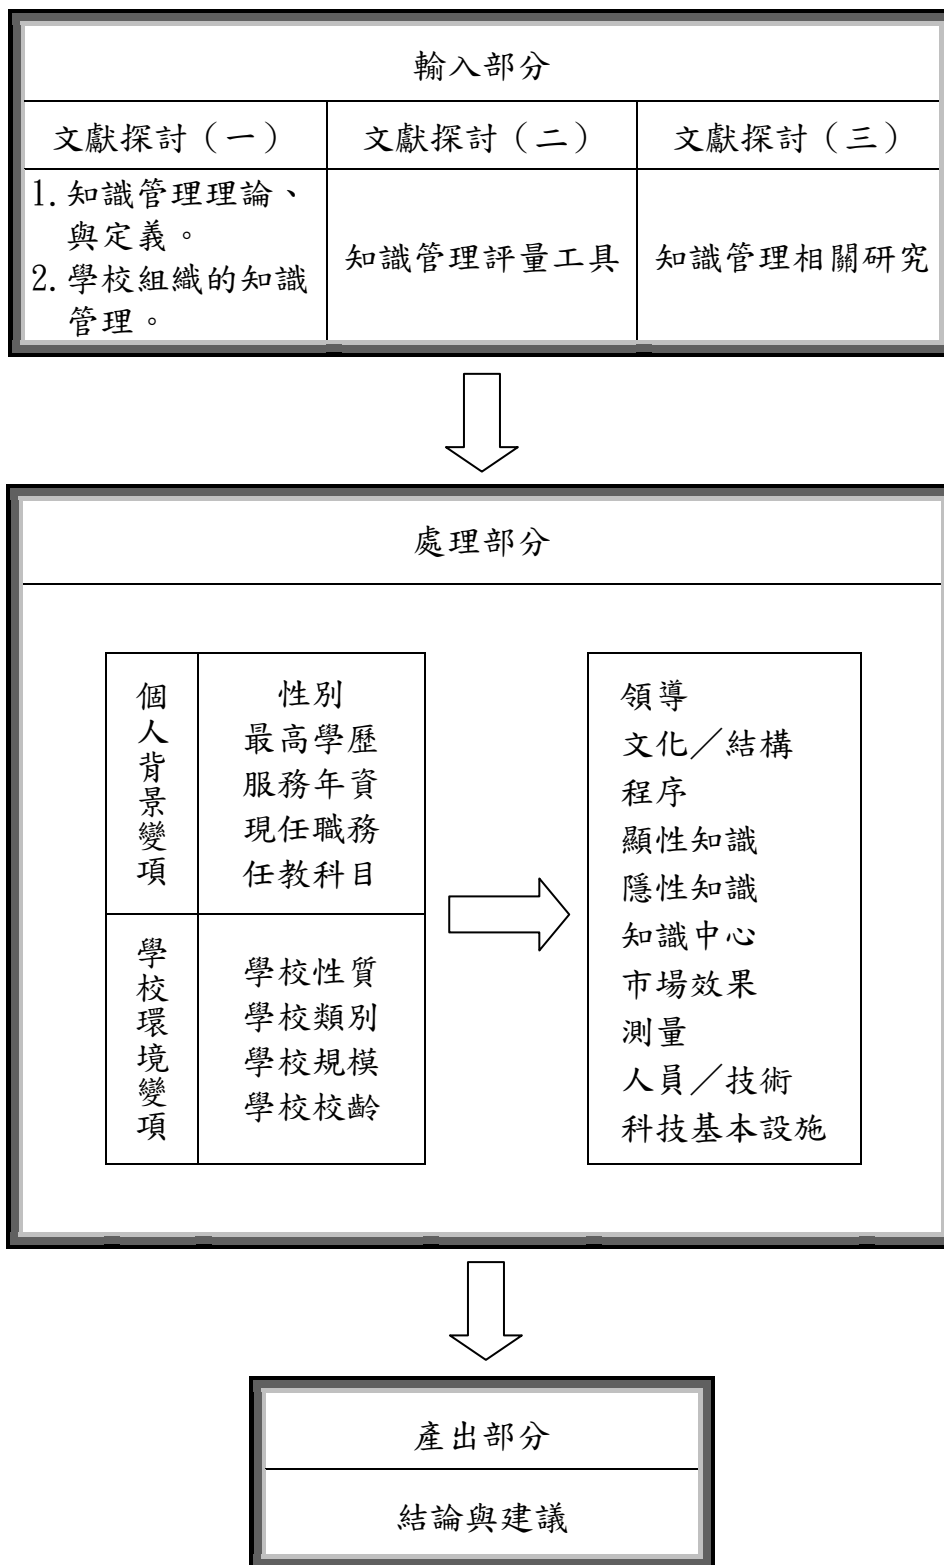 輸入部分
文獻探討（一）
文獻探討（二）
文獻探討（三）
1.知識管理理論、
與定義。
2.學校組織的知識
管理。
知識管理評量工具
知識管理相關研究
處理部分
個人背景變項
性別
最高學歷
服務年資
現任職務
任教科目
學校環境變項
學校性質
學校類別
學校規模
學校校齡
領導
文化／結構
程序
顯性知識
隱性知識
知識中心
市場效果
測量
人員／技術
科技基本設施
產出部分
結論與建議